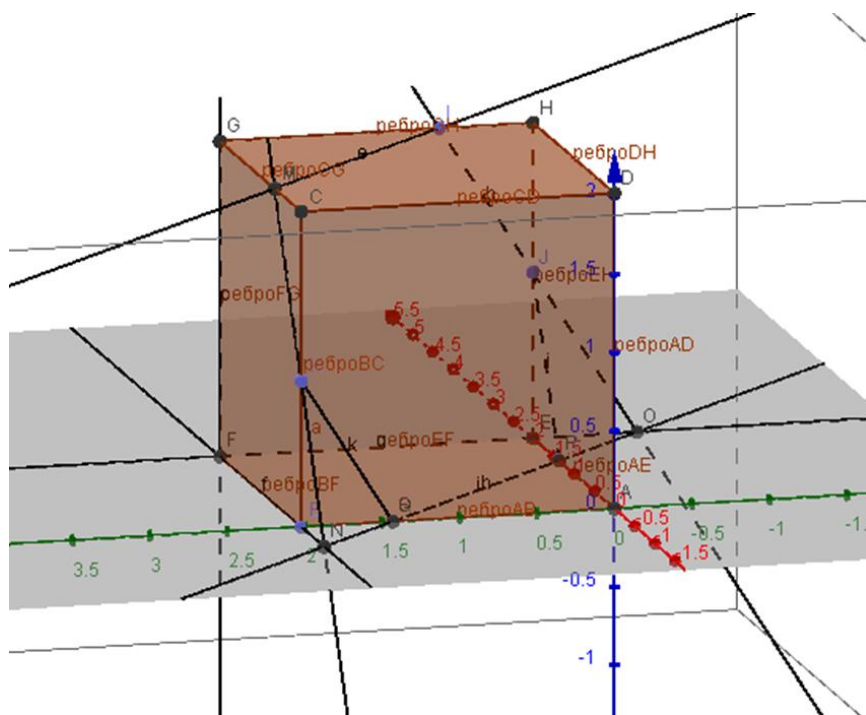 H
реброGH
G
реброDH
e
реброCG
M
D
реброCD
C
2
J
1.5
реброEH
реброFG
5.5
5
4.5
реброAD
4
1
реброBC
3.5
3
a
2.5
O
0.5
F
k
g
реброEF
E
реброAE
f
реброBF
0.5
A
0
Q
реброAB
-0.5
N
2
1.5
1
0.5
0
-0.5
-1
-1.5
2.5
3
3.5
-1
-0.5
-1